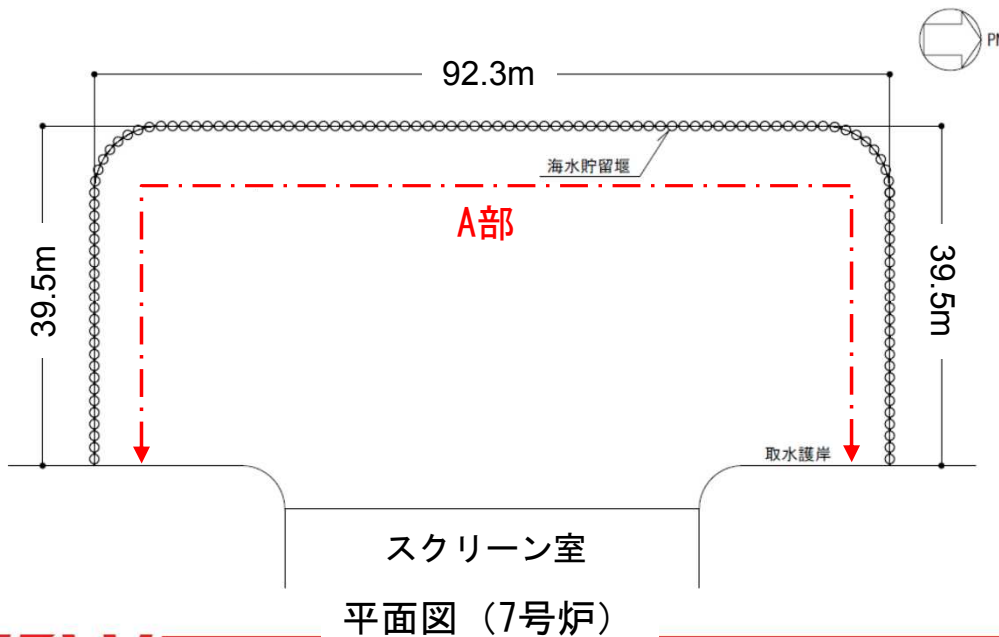 92.3m
海水貯留堰
A部
39.5m
39.5m
取水護岸
スクリーン室
平面図（7号炉）